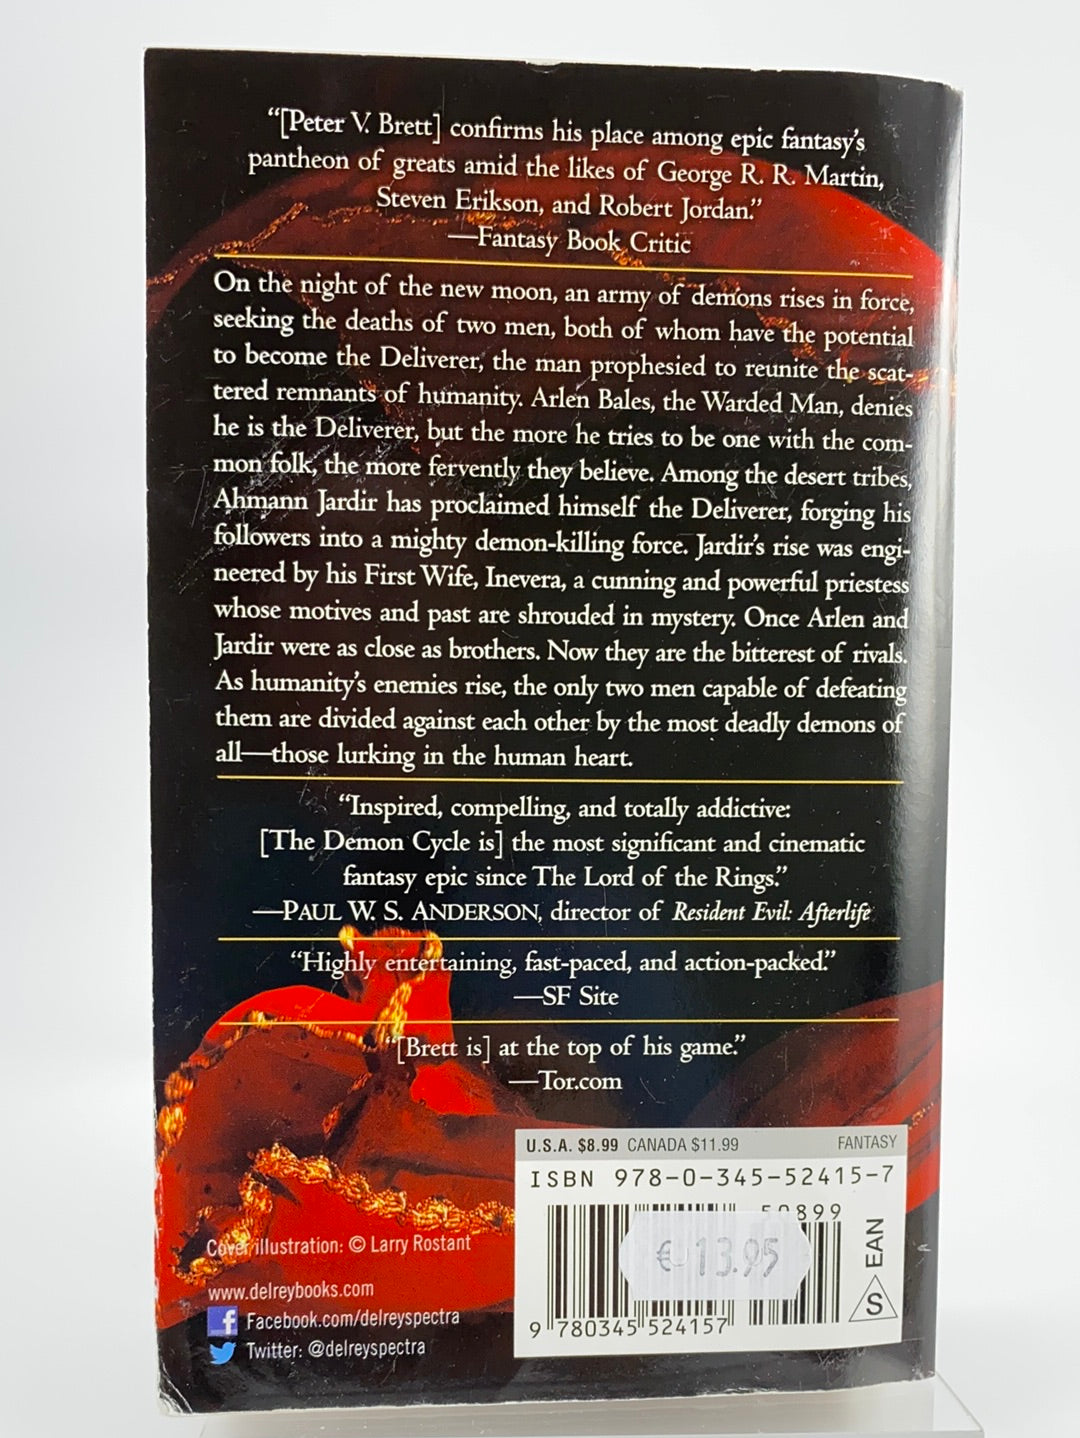 “[Peter V. Brett] confirms his place among epic fantasy’s
pantheon of greats amid the likes of George R. R. Martin,
Steven Erikson, and Robert Jordan.”
—Fantasy Book Critic
On the night of the new moon, an army of demons rises in force,
seeking the deaths of two men, both of whom have the potential
to become the Deliverer, the man prophesied to reunite the scat-
tered remnants of humanity. Arlen Bales, the Warded Man, denies
he is the Deliverer, but the more he tries to be one with the com-
mon folk, the more fervently they believe. Among the desert tribes,
Ahmann Jardir has proclaimed himself the Deliverer, forging his
followers into a mighty demon-killing force. Jardir’s rise was engi-
neered by his First Wife, Inevera, a cunning and powerful priestess
whose motives and past are shrouded in mystery. Once Arlen and
Jardir were as close as brothers. Now they are the bitterest of rivals.
As humanity’s enemies rise, the only two men capable of defeating
them are divided against each other by the most deadly demons of
all—those lurking in the human heart.
“Inspired, compelling, and totally addictive:
[The Demon Cycle is] the most significant and cinematic
fantasy epic since The Lord of the Rings.”
—PAUL W. S. ANDERSON, director of Resident Evil: Afterlife
“Highly entertaining, fast-paced, and action-packed.”
—SF Site
“[Brett is] at the top of his game.”
—Tor.com
U.S.A. $8.99 CANADA $11.99 FANTASY
ISBN 978-0-345-52415-7
50899
€ 13.95
EAN
S
9 780345 524157
Cover illustration: © Larry Rostant
www.delreybooks.com
Facebook.com/delreyspectra
Twitter: @delreyspectra